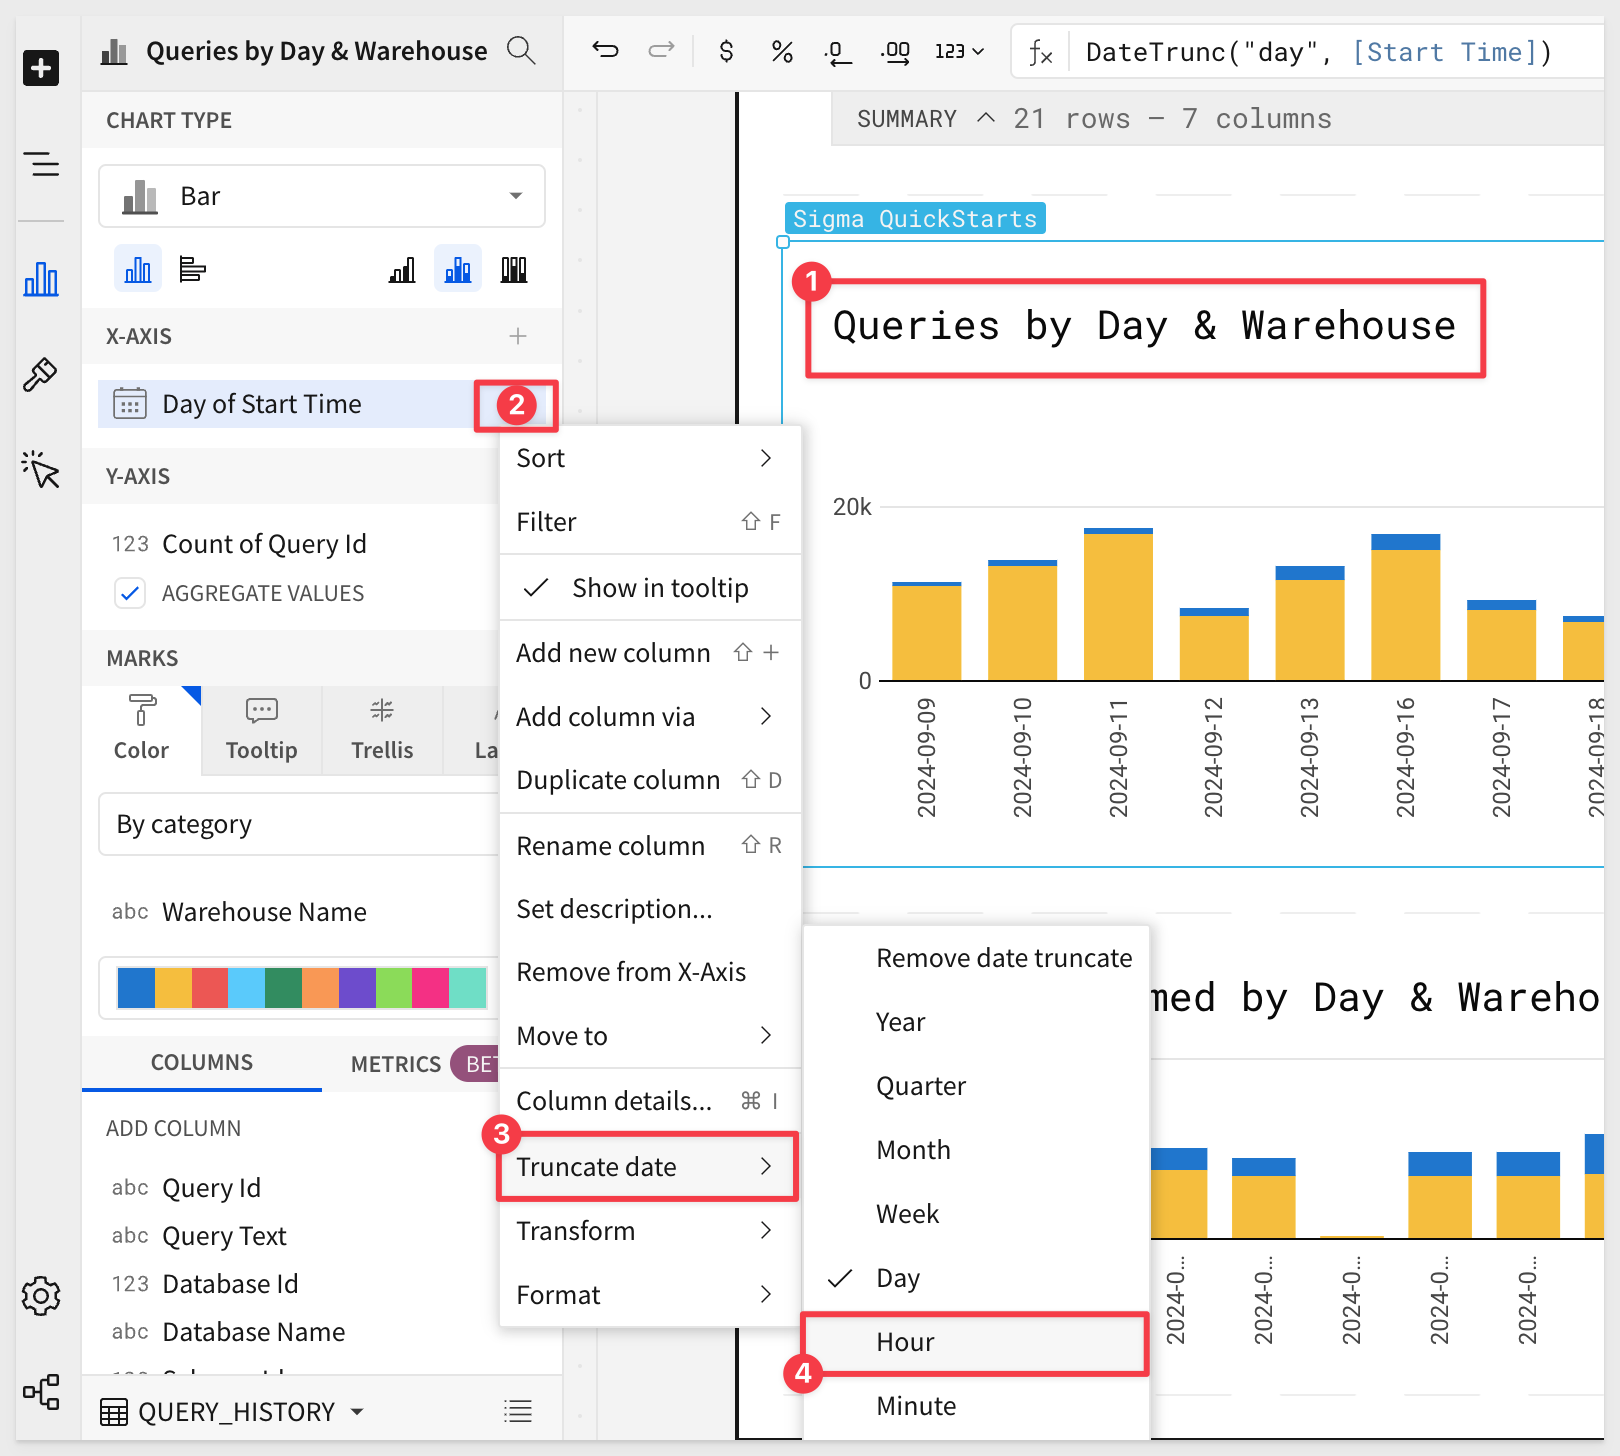 Queries by Day & Warehouse
CHART TYPE
Bar
X-AXIS
Day of Start Time
2
Y-AXIS
123 Count of Query Id
AGGREGATE VALUES
MARKS
Color
Tooltip
Trellis
La
By category
abc Warehouse Name
COLUMNS
METRICS
BET
ADD COLUMN
abc Query Id
abc Query Text
123 Database Id
abc Database Name
QUERY_HISTORY
$ % .0 .00 123
fx DateTrunc("day", [Start Time])
SUMMARY 21 rows – 7 columns
Sigma QuickStarts
1
Queries by Day & Warehouse
20k
0
2024-09-09
2024-09-10
2024-09-11
2024-09-12
2024-09-13
2024-09-16
2024-09-17
2024-09-18
Sort
Filter ⇧ F
Show in tooltip
Add new column ⇧ +
Add column via
Duplicate column ⇧ D
Rename column ⇧ R
Set description...
Remove from X-Axis
Move to
Column details... ⌘ I
3
Truncate date
Transform
Format
Remove date truncate
Year
Quarter
Month
Week
Day
Hour
4
Minute
med by Day & Wareho
2024-0...
2024-0...
2024-0...
2024-0...
2024-0...